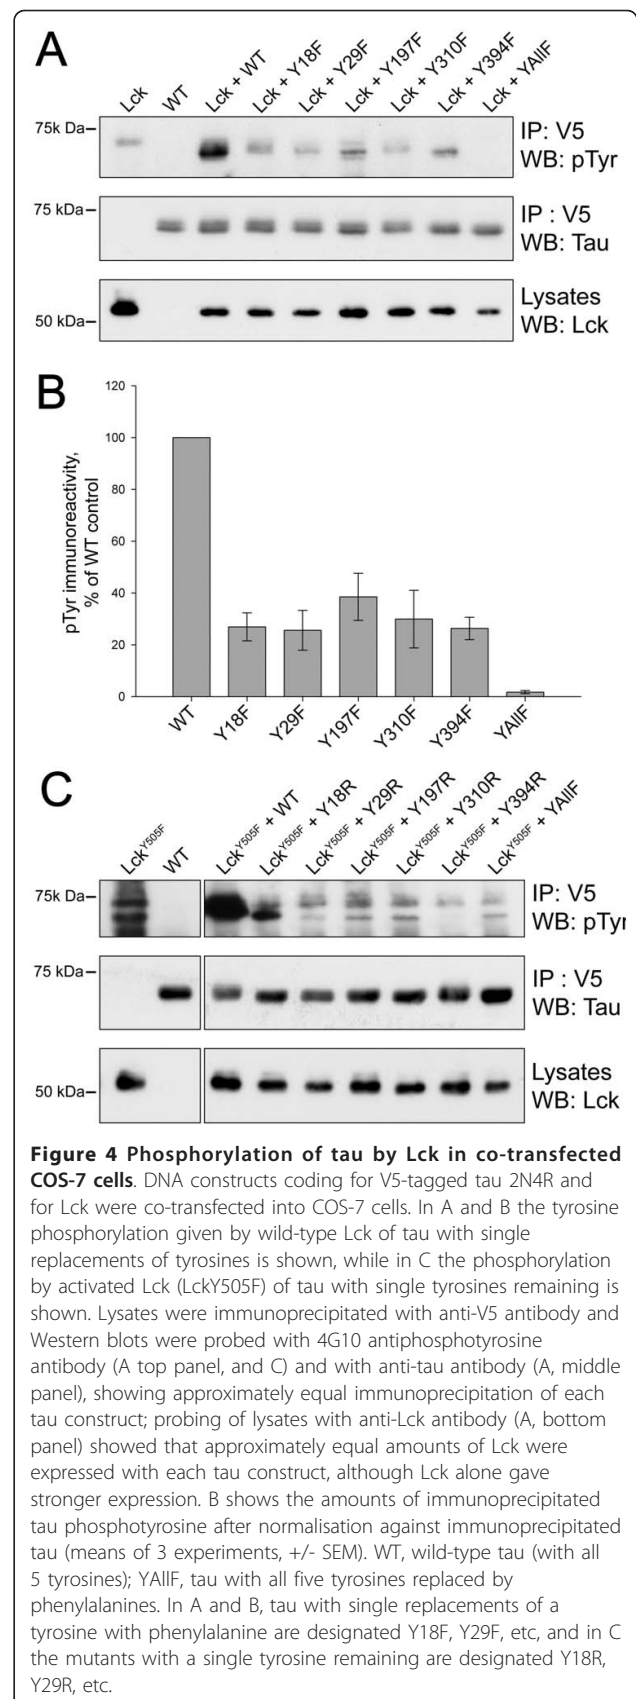 A
Lck
WT
Lck + WT
Lck + Y18F
Lck + Y29F
Lck + Y197F
Lck + Y310F
Lck + Y394F
Lck + YAllF
75k Da
IP: V5
WB: pTyr
75 kDa
IP : V5
WB: Tau
50 kDa
Lysates
WB: Lck
B
pTyr immunoreactivity,
% of WT control
120
100
80
60
40
20
0
WT
Y18F
Y29F
Y197F
Y310F
Y394F
YAllF
C
LckY505F
WT
LckY505F + WT
LckY505F + Y18R
LckY505F + Y29R
LckY505F + Y197R
LckY505F + Y310R
LckY505F + Y394R
LckY505F + YAllF
75k Da
IP: V5
WB: pTyr
75 kDa
IP : V5
WB: Tau
50 kDa
Lysates
WB: Lck
Figure 4 Phosphorylation of tau by Lck in co-transfected
COS-7 cells. DNA constructs coding for V5-tagged tau 2N4R and
for Lck were co-transfected into COS-7 cells. In A and B the tyrosine
phosphorylation given by wild-type Lck of tau with single
replacements of tyrosines is shown, while in C the phosphorylation
by activated Lck (LckY505F) of tau with single tyrosines remaining is
shown. Lysates were immunoprecipitated with anti-V5 antibody and
Western blots were probed with 4G10 antiphosphotyrosine
antibody (A top panel, and C) and with anti-tau antibody (A, middle
panel), showing approximately equal immunoprecipitation of each
tau construct; probing of lysates with anti-Lck antibody (A, bottom
panel) showed that approximately equal amounts of Lck were
expressed with each tau construct, although Lck alone gave
stronger expression. B shows the amounts of immunoprecipitated
tau phosphotyrosine after normalisation against immunoprecipitated
tau (means of 3 experiments, +/- SEM). WT, wild-type tau (with all
5 tyrosines); YAllF, tau with all five tyrosines replaced by
phenylalanines. In A and B, tau with single replacements of a
tyrosine with phenylalanine are designated Y18F, Y29F, etc, and in C
the mutants with a single tyrosine remaining are designated Y18R,
Y29R, etc.